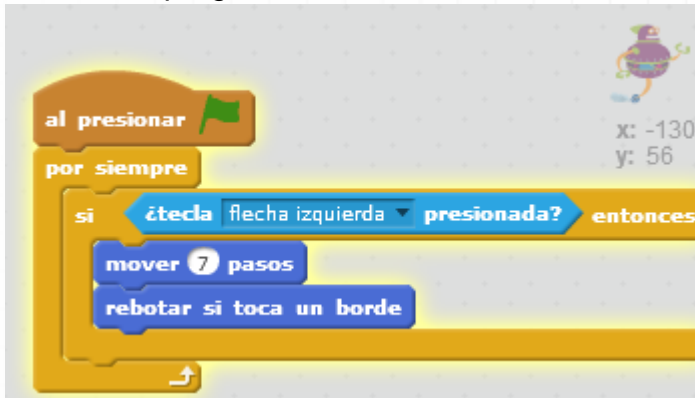 al presionar
x: -130
por siempre
y: 56
si ¿tecla flecha izquierda presionada? entonces
mover 7 pasos
rebotar si toca un borde